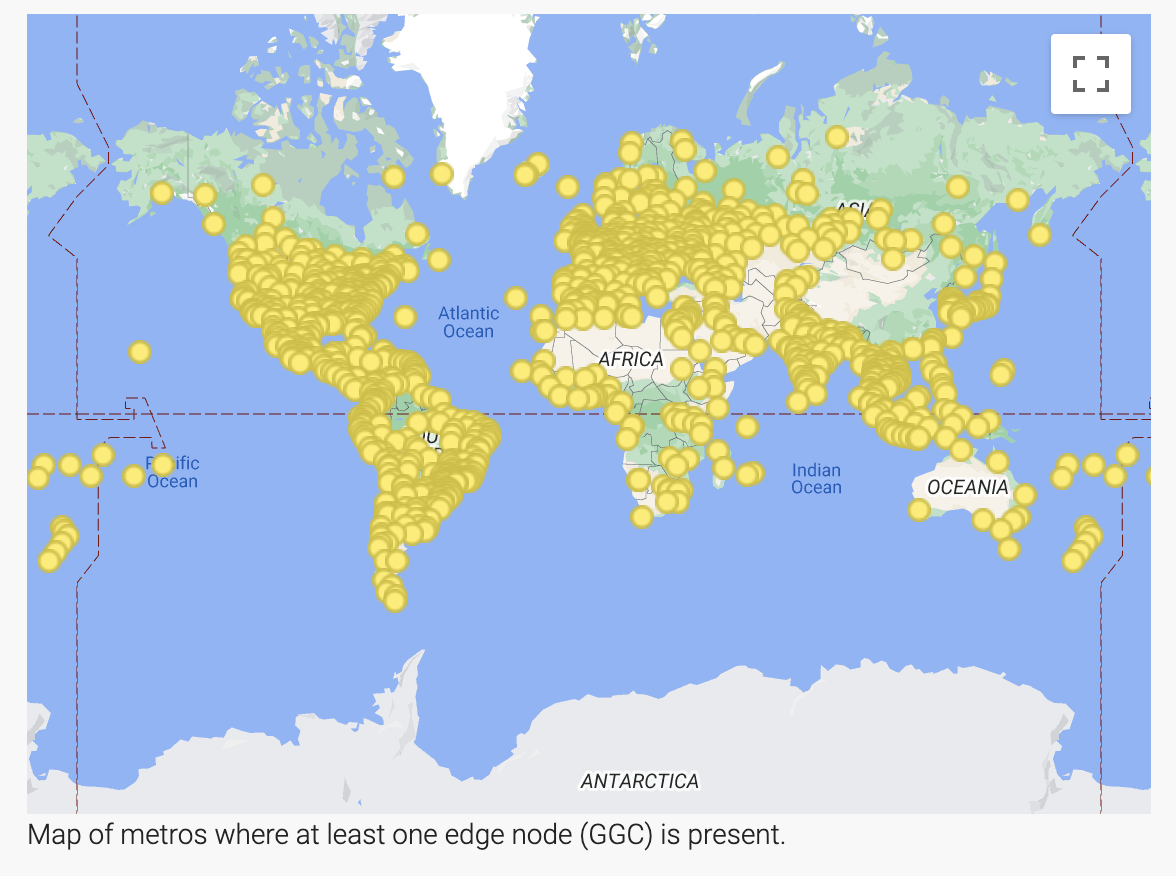 ASIA
Atlantic
Ocean
AFRICA
Pacific
Ocean
Indian
Ocean
OCEANIA
ANTARCTICA
Map of metros where at least one edge node (GGC) is present.